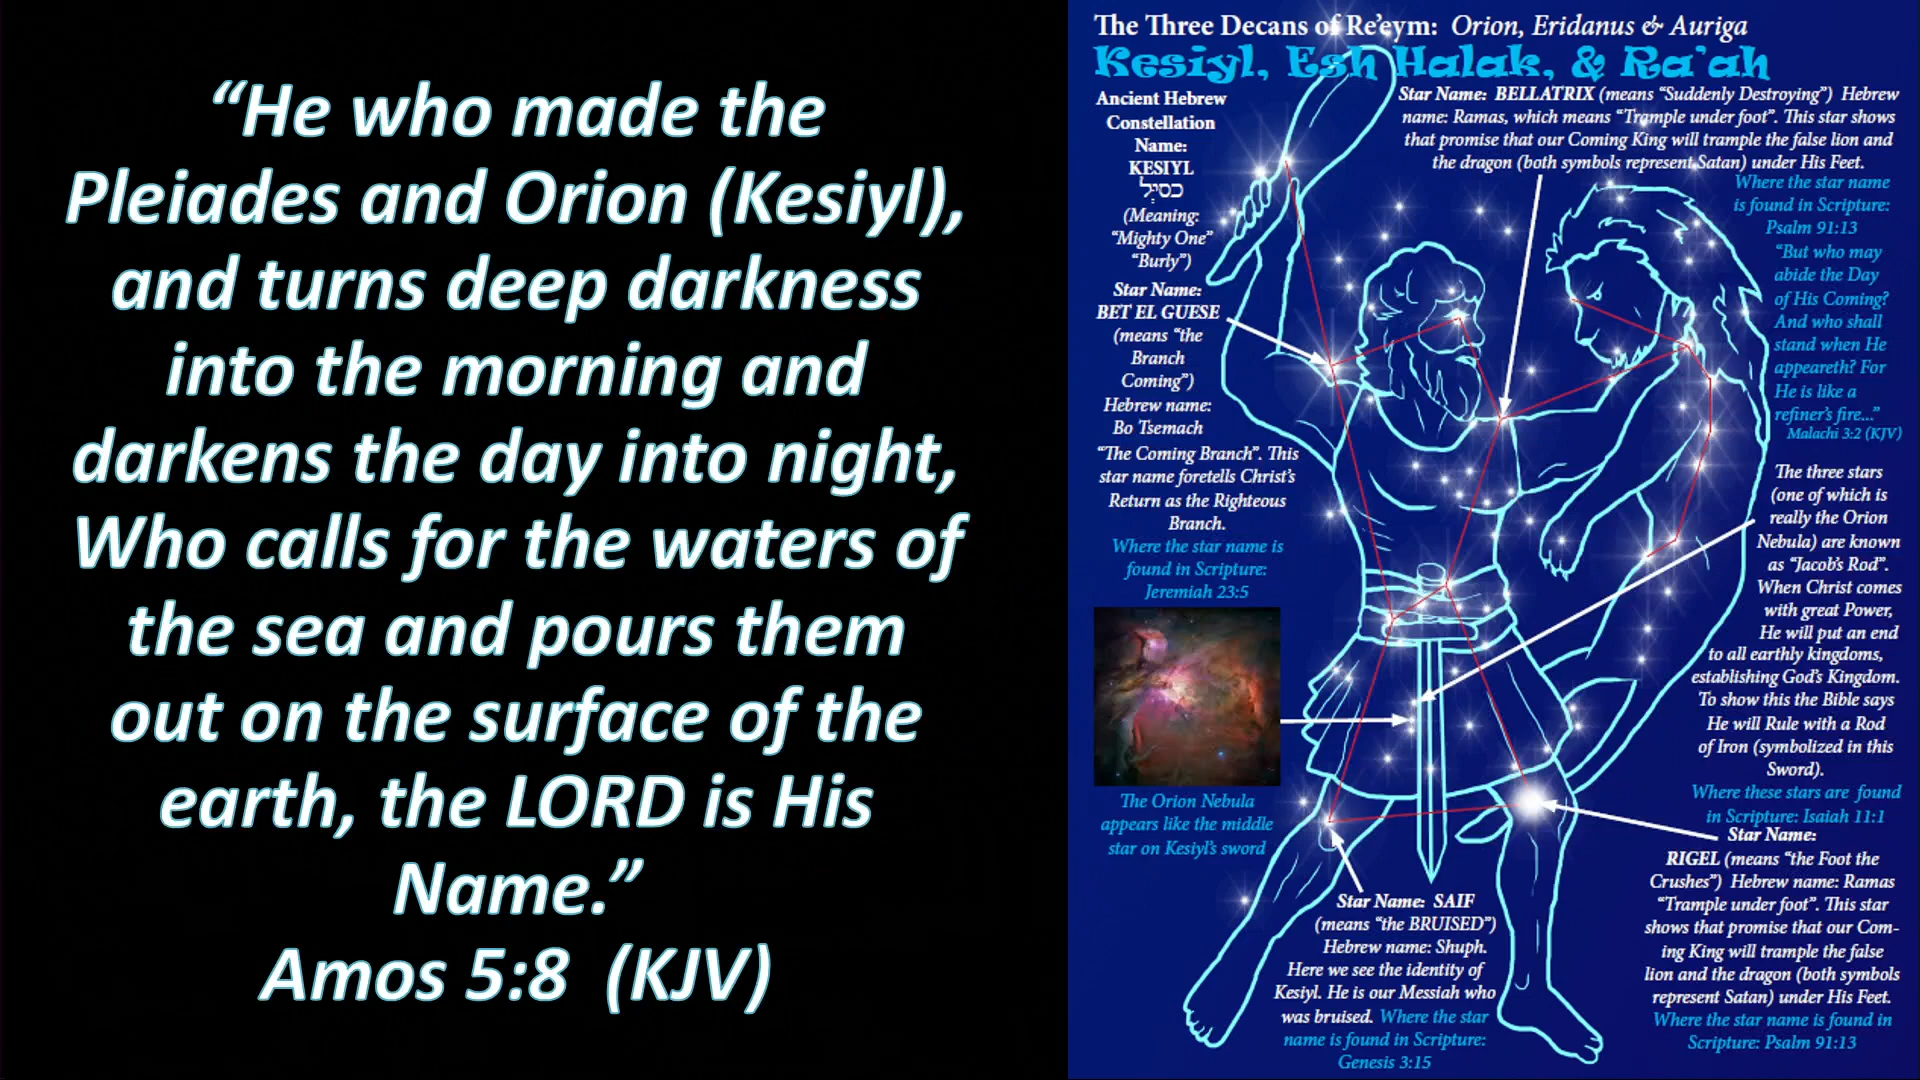 “He who made the
Pleiades and Orion (Kesiyl),
and turns deep darkness
into the morning and
darkens the day into night,
Who calls for the waters of
the sea and pours them
out on the surface of the
earth, the LORD is His
Name.”
Amos 5:8 (KJV)
The Three Decans of Re’eym: Orion, Eridanus & Auriga
Kesiyl, Esh Halak, & Ra’ah
Ancient Hebrew
Constellation
Name:
KESIYL
כסיל
(Meaning:
“Mighty One”
“Burly”)
Star Name:
BET EL GUESE
(means “the
Branch
Coming”)
Hebrew name:
Bo Tsemach
“The Coming Branch”. This
star name foretells Christ’s
Return as the Righteous
Branch.
Where the star name is
found in Scripture:
Jeremiah 23:5
The Orion Nebula
appears like the middle
star on Kesiyl’s sword
Star Name: BELLATRIX (means “Suddenly Destroying”) Hebrew
name: Ramas, which means “Trample under foot”. This star shows
that promise that our Coming King will trample the false lion and
the dragon (both symbols represent Satan) under His Feet.
Where the star name
is found in Scripture:
Psalm 91:13
“But who may
abide the Day
of His Coming?
And who shall
stand when He
appeareth? For
He is like a
refiner’s fire...”
Malachi 3:2 (KJV)
The three stars
(one of which is
really the Orion
Nebula) are known
as “Jacob’s Rod”.
When Christ comes
with great Power,
He will put an end
to all earthly kingdoms,
establishing God’s Kingdom.
To show this the Bible says
He will Rule with a Rod
of Iron (symbolized in this
Sword).
Where these stars are found
in Scripture: Isaiah 11:1
Star Name: SAIF
(means “the BRUISED”)
Hebrew name: Shuph.
Here we see the identity of
Kesiyl. He is our Messiah who
was bruised. Where the star
name is found in Scripture:
Genesis 3:15
Star Name:
RIGEL (means “the Foot the
Crushes”) Hebrew name: Ramas
“Trample under foot”. This star
shows that promise that our Com-
ing King will trample the false
lion and the dragon (both symbols
represent Satan) under His Feet.
Where the star name is found in
Scripture: Psalm 91:13